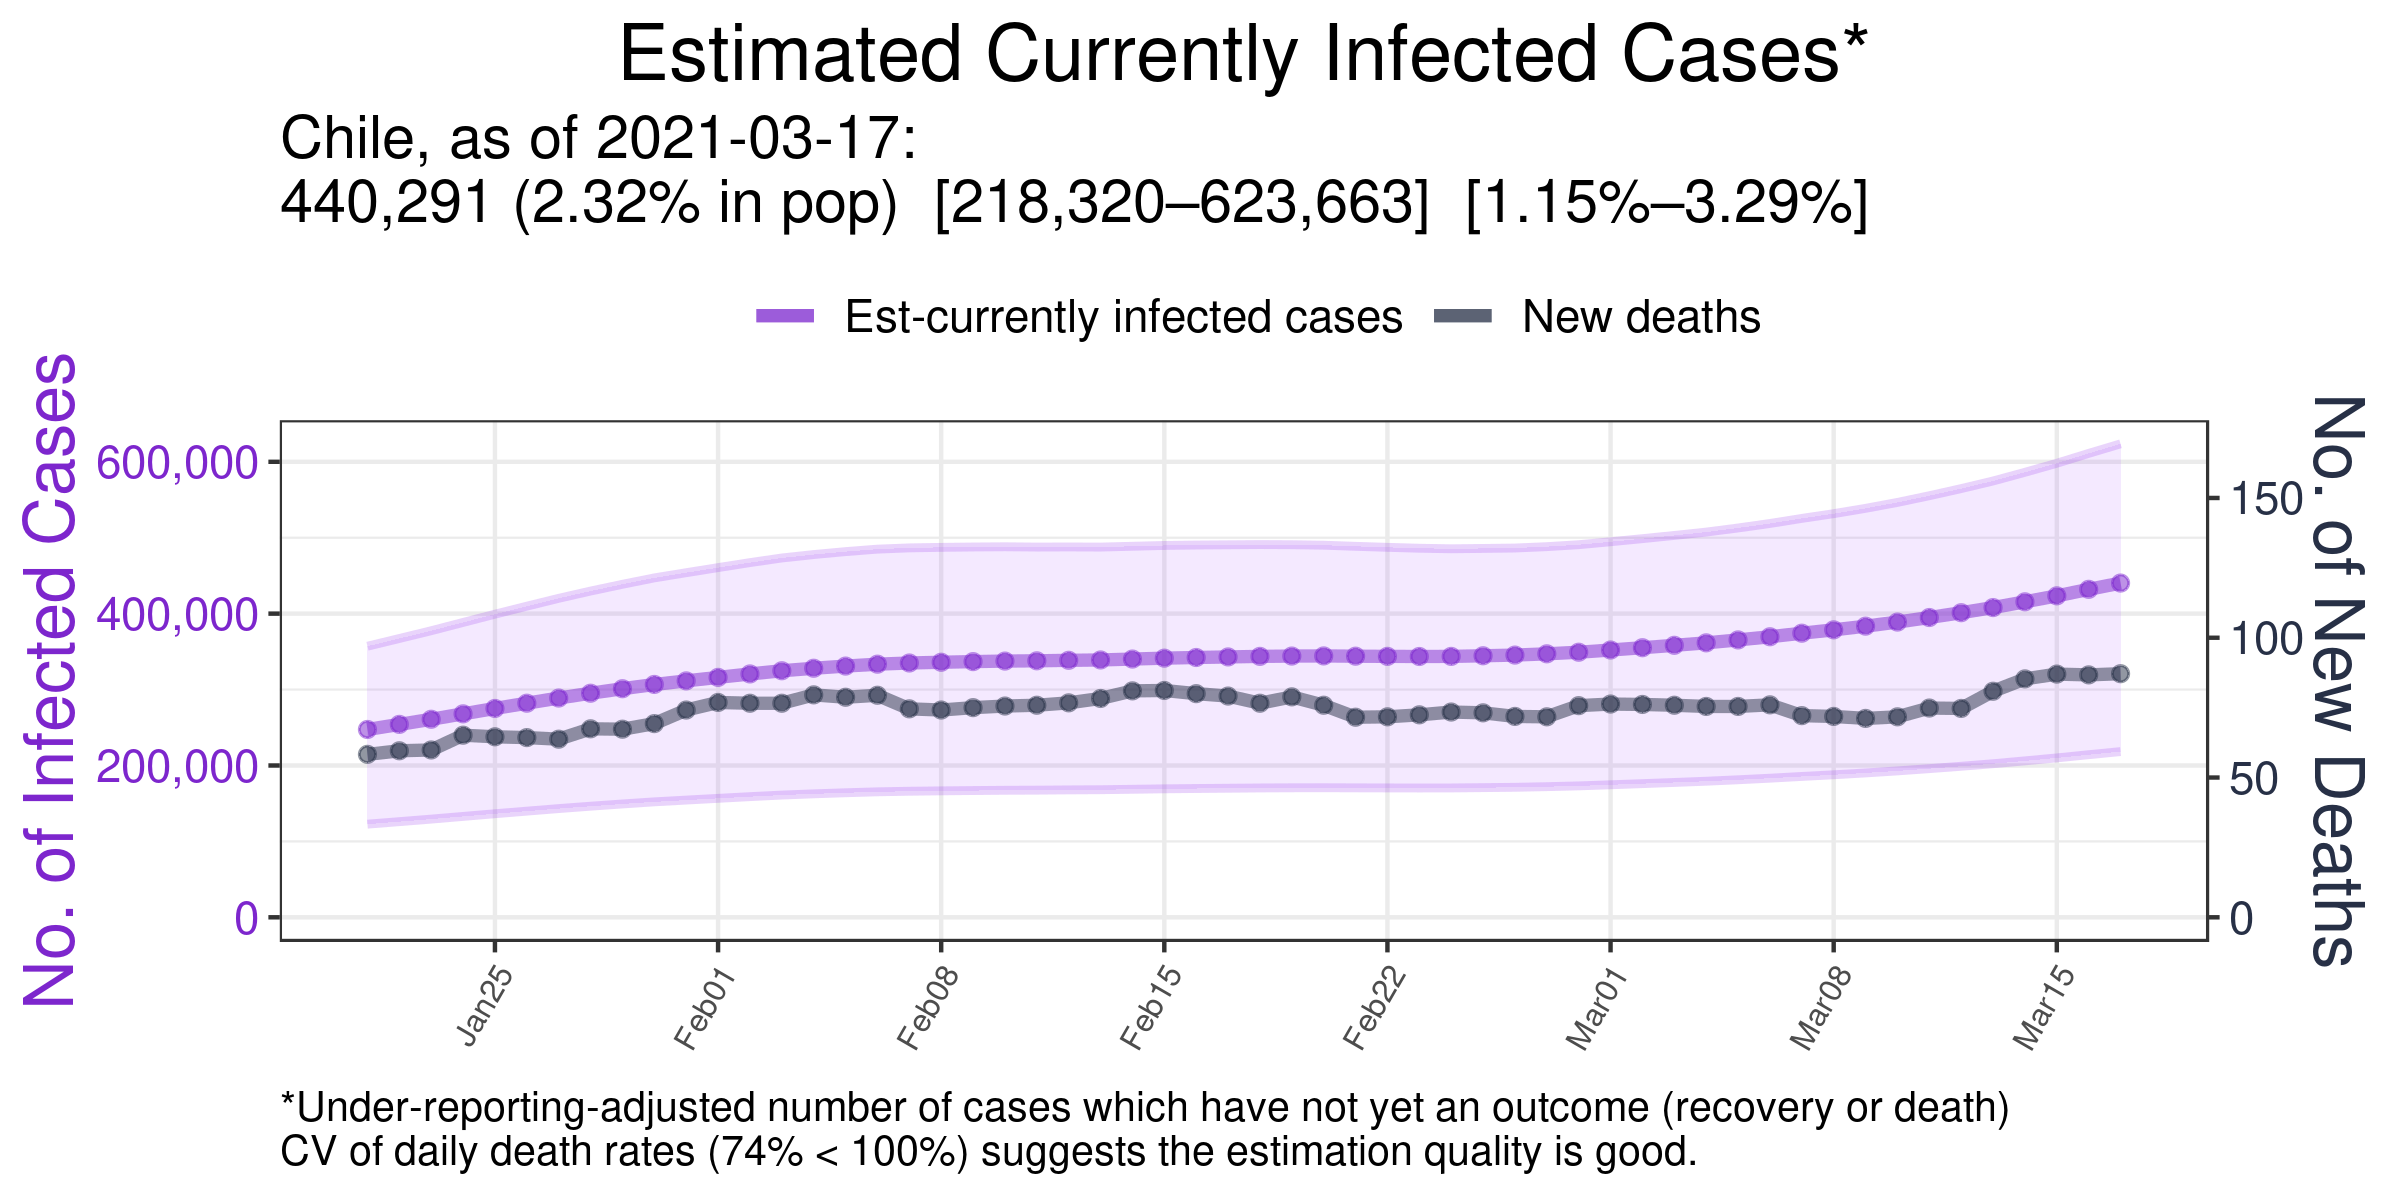 Estimated Currently Infected Cases*
Chile, as of 2021-03-17:
440,291 (2.32% in pop)  [218,320–623,663]  [1.15%–3.29%]
Est-currently infected cases
New deaths
No. of Infected Cases
600,000
400,000
200,000
0
No. of New Deaths
150
100
50
0
Jan25
Feb01
Feb08
Feb15
Feb22
Mar01
Mar08
Mar15
*Under-reporting-adjusted number of cases which have not yet an outcome (recovery or death)
CV of daily death rates (74% < 100%) suggests the estimation quality is good.